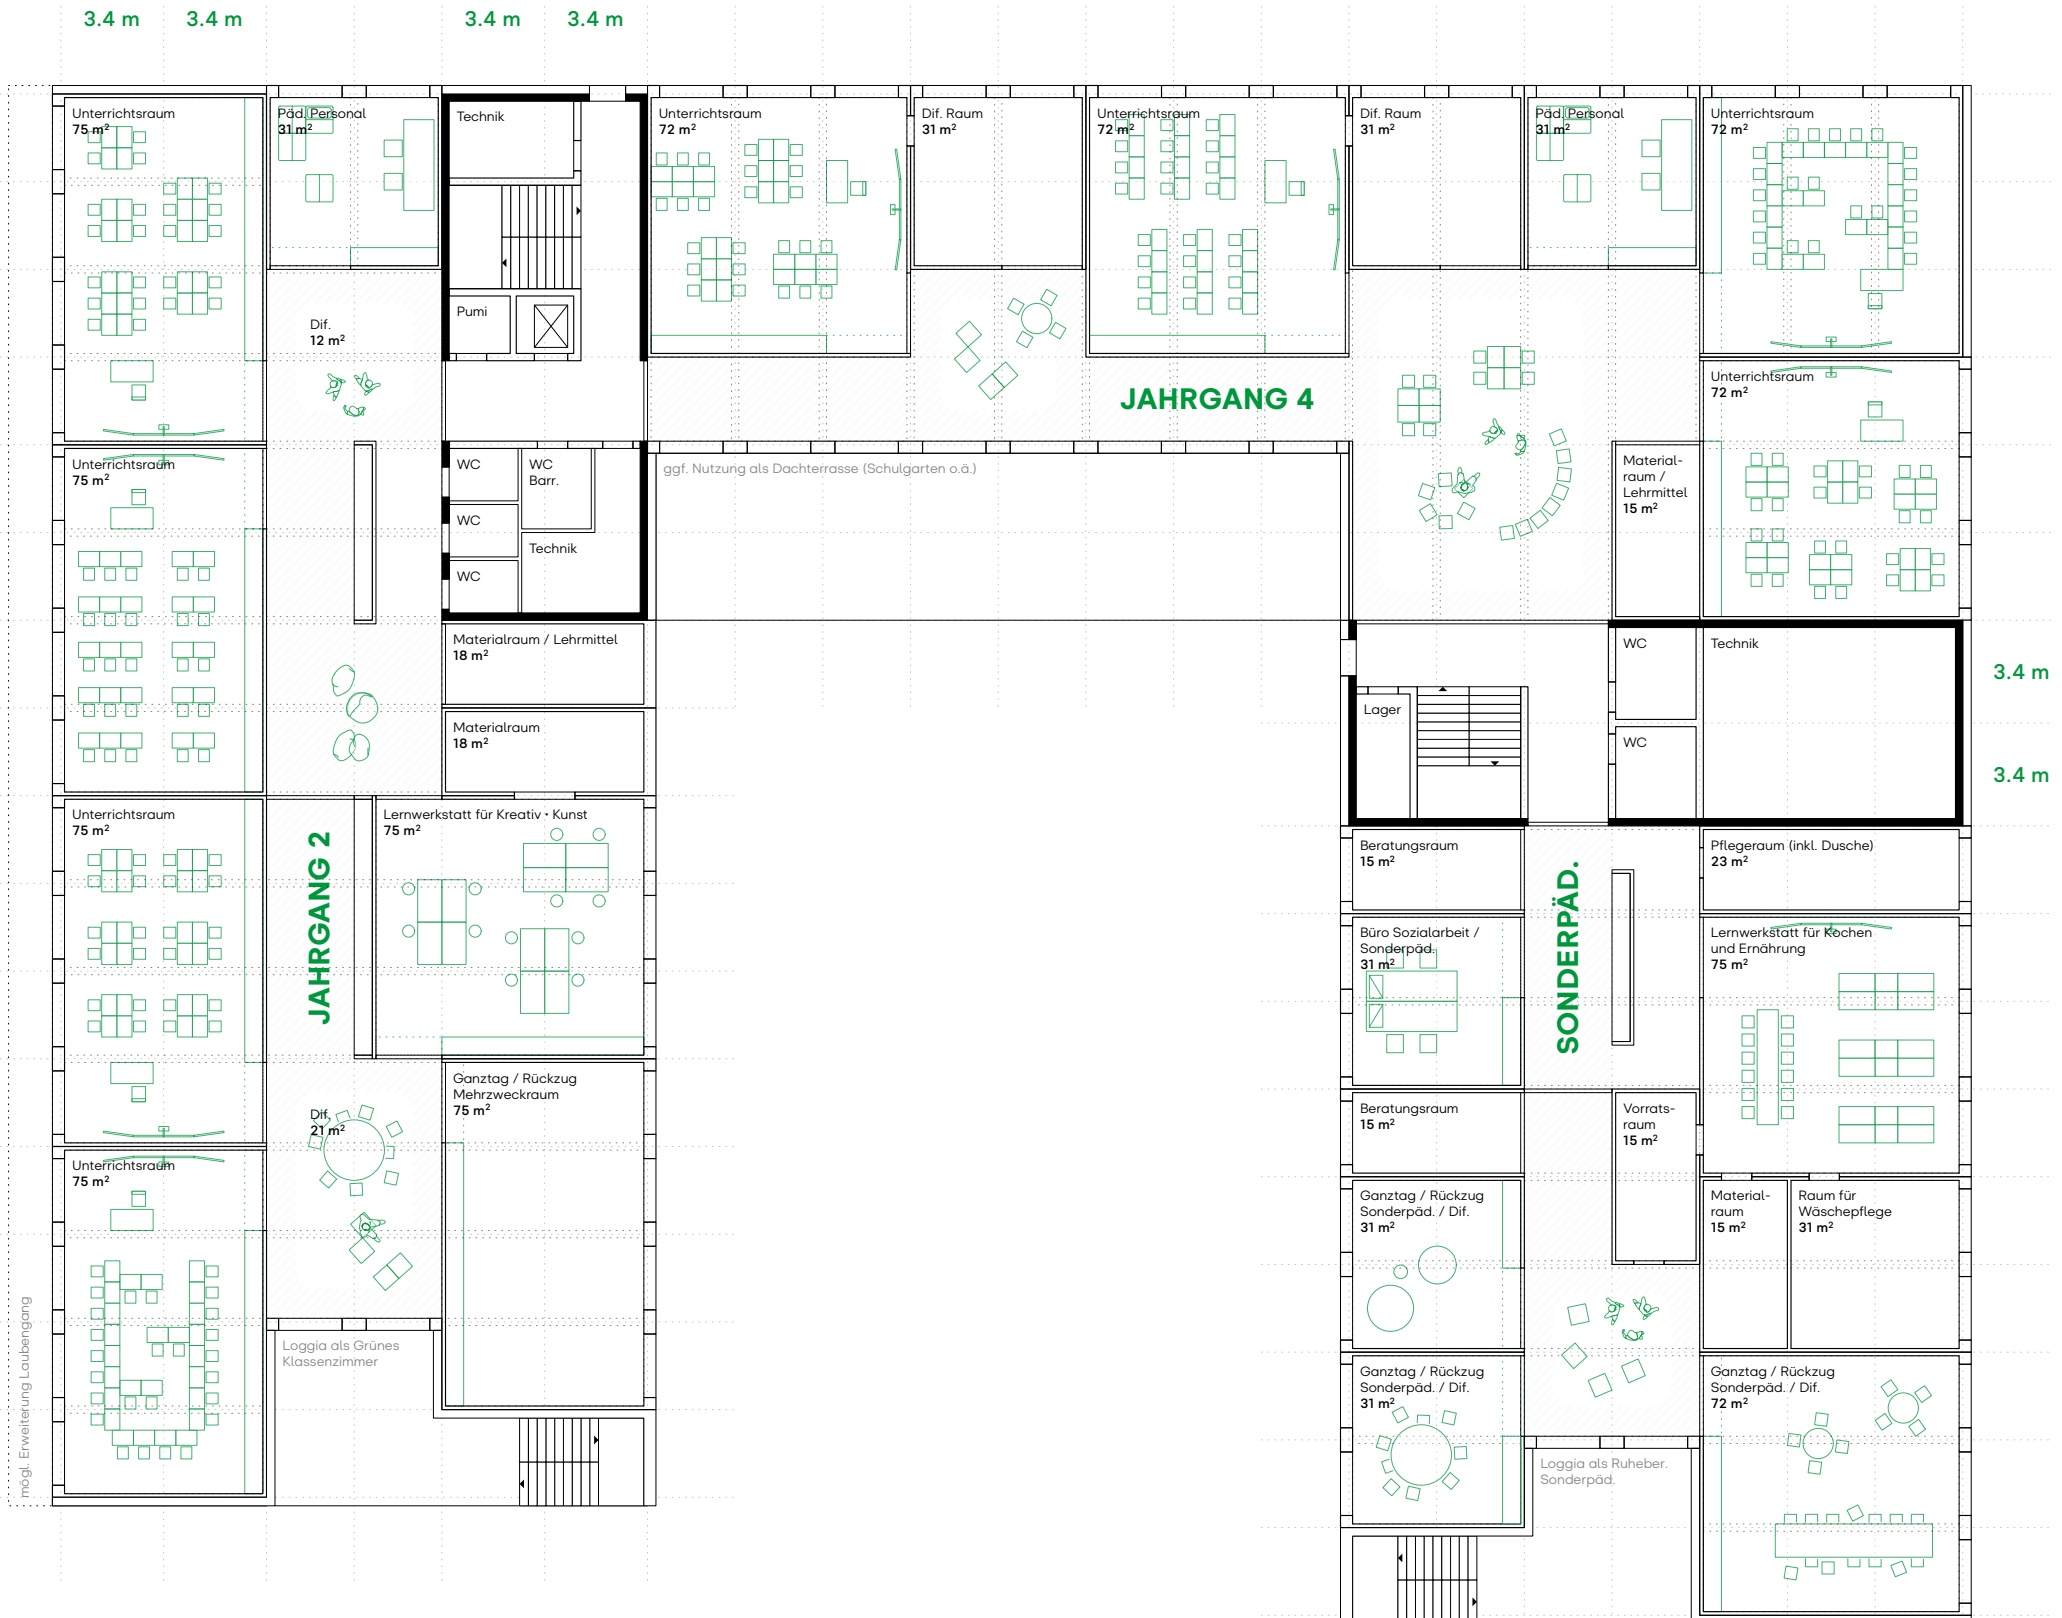 3.4 m
3.4 m
3.4 m
3.4 m
Unterrichtsraum
75 m²
Päd. Personal
31 m²
Technik
Unterrichtsraum
72 m²
Dif. Raum
31 m²
Unterrichtsraum
72 m²
Dif. Raum
31 m²
Päd. Personal
31 m²
Unterrichtsraum
72 m²
Dif.
12 m²
Pumi
JAHRGANG 4
Unterrichtsraum
72 m²
Unterrichtsraum
75 m²
WC
WC
Barr.
WC
Technik
WC
ggf. Nutzung als Dachterrasse (Schulgarten o.ä.)
Material-
raum /
Lehrmittel
15 m²
Materialraum / Lehrmittel
18 m²
Materialraum
18 m²
WC
Technik
3.4 m
Lager
WC
3.4 m
Unterrichtsraum
75 m²
JAHRGANG 2
Lernwerkstatt für Kreativ • Kunst
75 m²
Beratungsraum
15 m²
SONDERPÄD.
Pflegeraum (inkl. Dusche)
23 m²
Büro Sozialarbeit /
Sonderpäd.
31 m²
Lernwerkstatt für Kochen
und Ernährung
75 m²
Ganztag / Rückzug
Mehrzweckraum
75 m²
Dif.
21 m²
Beratungsraum
15 m²
Vorrats-
raum
15 m²
Unterrichtsraum
75 m²
Ganztag / Rückzug
Sonderpäd. / Dif.
31 m²
Material-
raum
15 m²
Raum für
Wäschepflege
31 m²
mögl. Erweiterung Laubengang
Loggia als Grünes
Klassenzimmer
Ganztag / Rückzug
Sonderpäd. / Dif.
31 m²
Ganztag / Rückzug
Sonderpäd. / Dif.
72 m²
Loggia als Ruheber.
Sonderpäd.